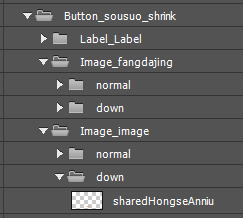 Button_sousuo_shrink
Label_Label
Image_fangdajing
normal
down
Image_image
normal
down
sharedHongseAnniu